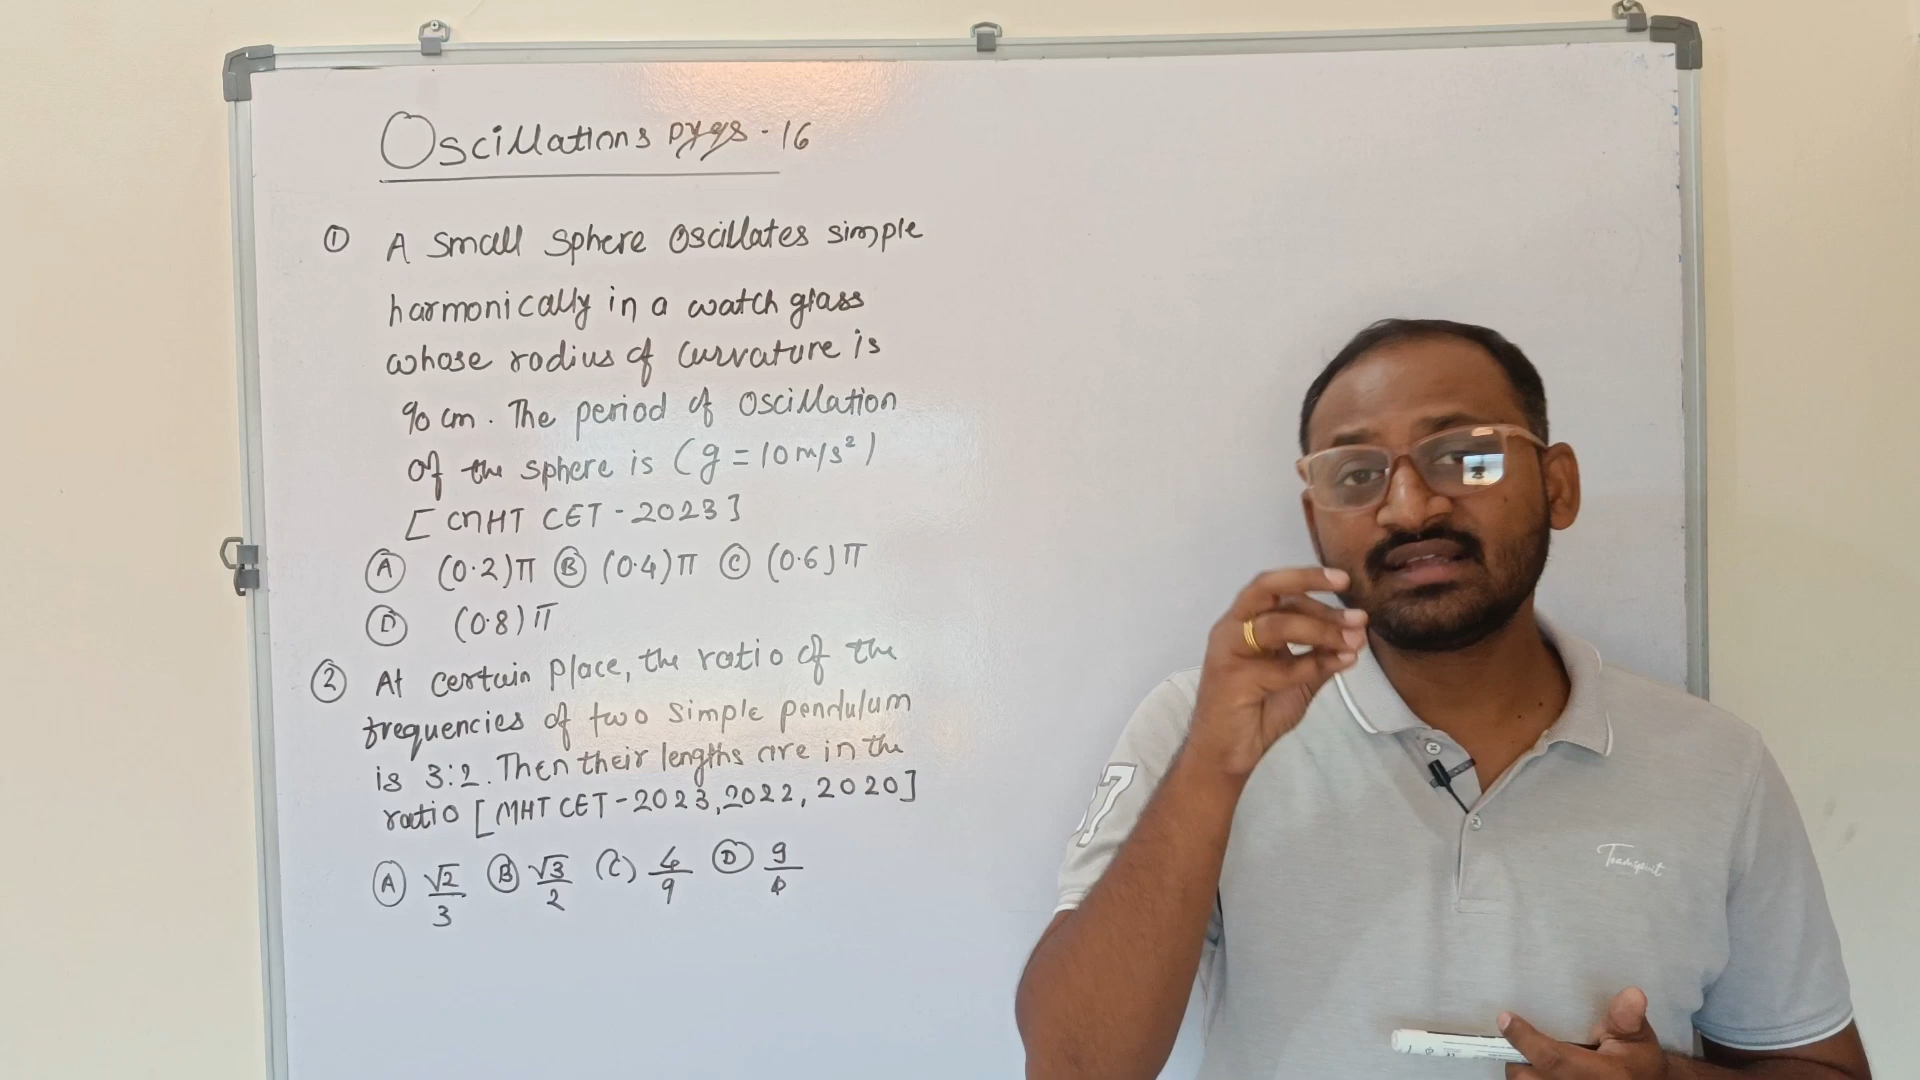 Oscillations pyqs - 16
① A small sphere oscillates simple
harmonically in a watch glass
whose radius of curvature is
90 cm. The period of oscillation
of the sphere is (g = 10 m/s²)
[MHT CET - 2023]
Ⓐ (0.2)π Ⓑ (0.4)π Ⓒ (0.6)π
Ⓓ (0.8)π
② At certain place, the ratio of the
frequencies of two simple pendulum
is 3:2. Then their lengths are in the
ratio [MHT CET - 2023, 2022, 2020]
Ⓐ √2/3 Ⓑ √3/2 (C) 4/9 Ⓓ 9/4
7
Transport